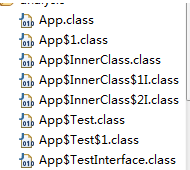 App.class
App$1.class
App$InnerClass.class
App$InnerClass$1I.class
App$InnerClass$2I.class
App$Test.class
App$Test$1.class
App$TestInterface.class